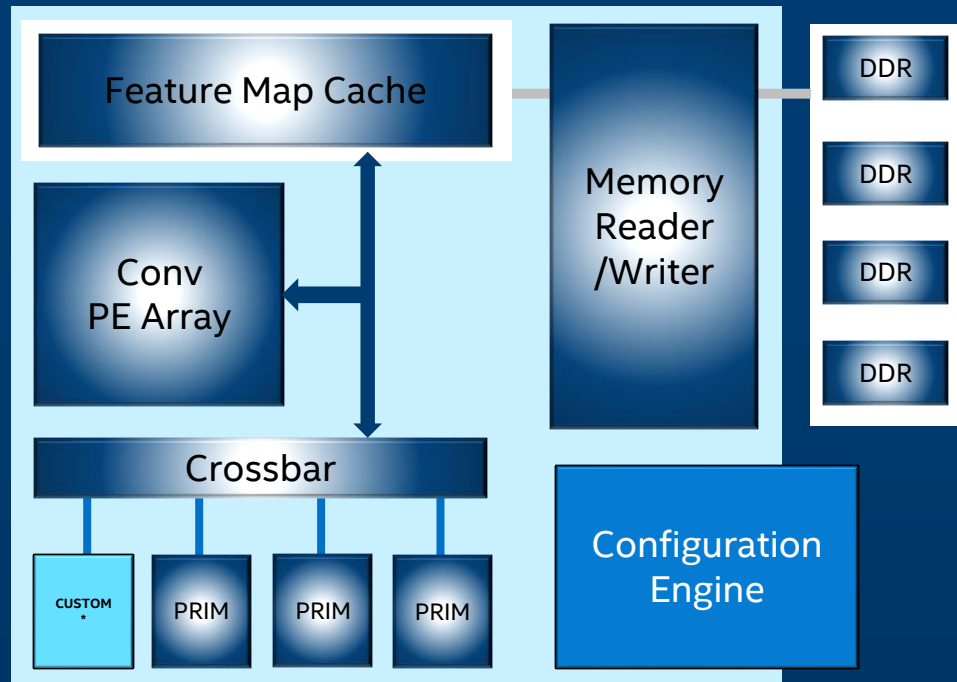 Feature Map Cache
Memory
Reader
/Writer
DDR
DDR
DDR
DDR
Conv
PE Array
Crossbar
CUSTOM
*
PRIM
PRIM
PRIM
Configuration
Engine